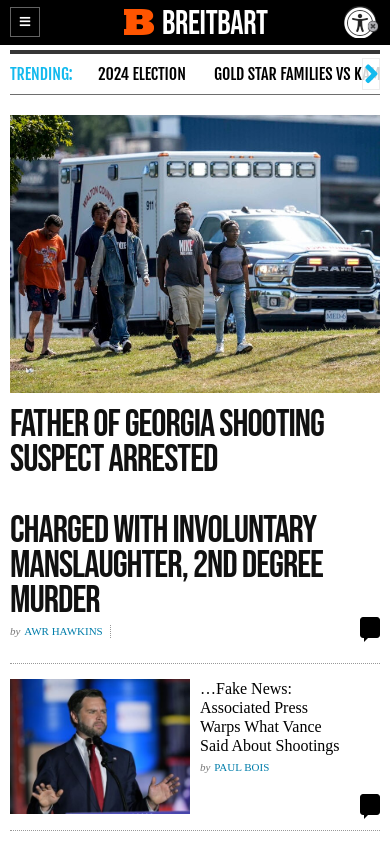 B BREITBART
TRENDING: 2024 ELECTION GOLD STAR FAMILIES VS K
WALTON COUNTY
911
NIKE
RAM
MED-6
FATHER OF GEORGIA SHOOTING
SUSPECT ARRESTED
CHARGED WITH INVOLUNTARY
MANSLAUGHTER, 2ND DEGREE
MURDER
by AWR HAWKINS
…Fake News:
Associated Press
Warps What Vance
Said About Shootings
by PAUL BOIS